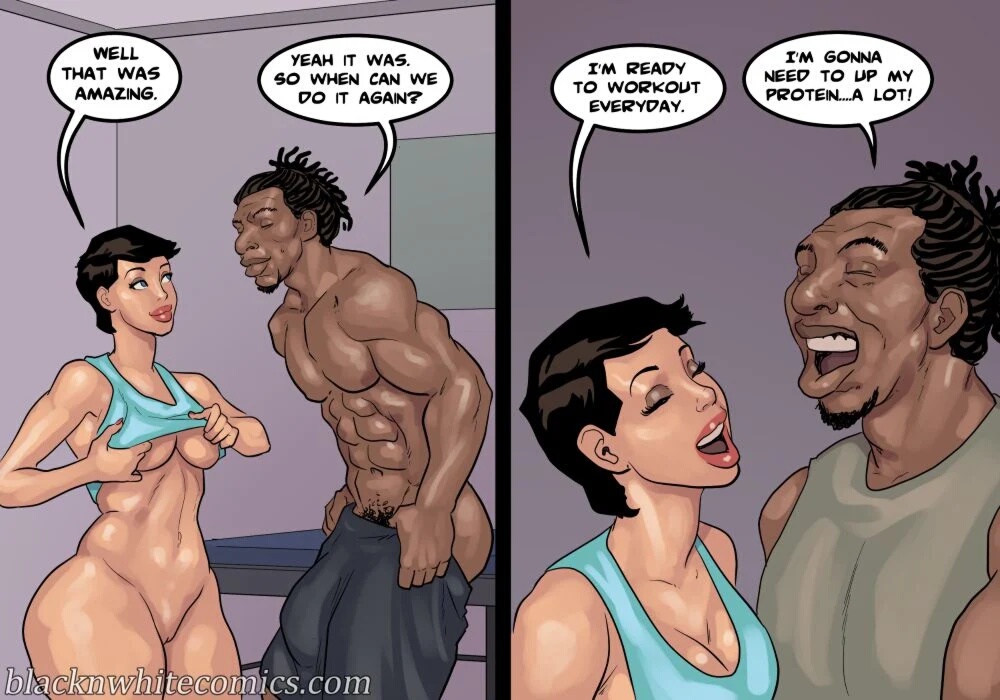 WELL
THAT WAS
AMAZING.
YEAH IT WAS.
SO WHEN CAN WE
DO IT AGAIN?
I'M READY
TO WORKOUT
EVERYDAY.
I'M GONNA
NEED TO UP MY
PROTEIN....A LOT!
blacknwhitecomics.com